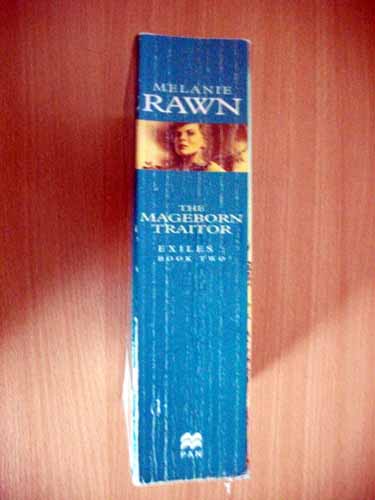 MELANIE
RAWN
THE
MAGEBORN
TRAITOR
EXILES :
BOOK TWO
PAN